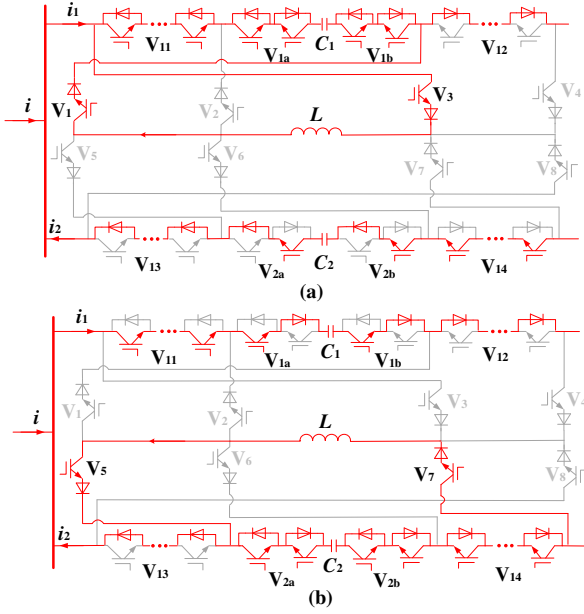 i₁
V₁₁ V₁ₐ C₁ V₁b V₁₂
V₁ V₂ V₃ V₄
i L
V₅ V₆ V₇ V₈
i₂
V₁₃ V₂ₐ C₂ V₂b V₁₄
(a)
i₁
V₁₁ V₁ₐ C₁ V₁b V₁₂
V₁ V₂ V₃ V₄
i L
V₅ V₆ V₇ V₈
i₂
V₁₃ V₂ₐ C₂ V₂b V₁₄
(b)